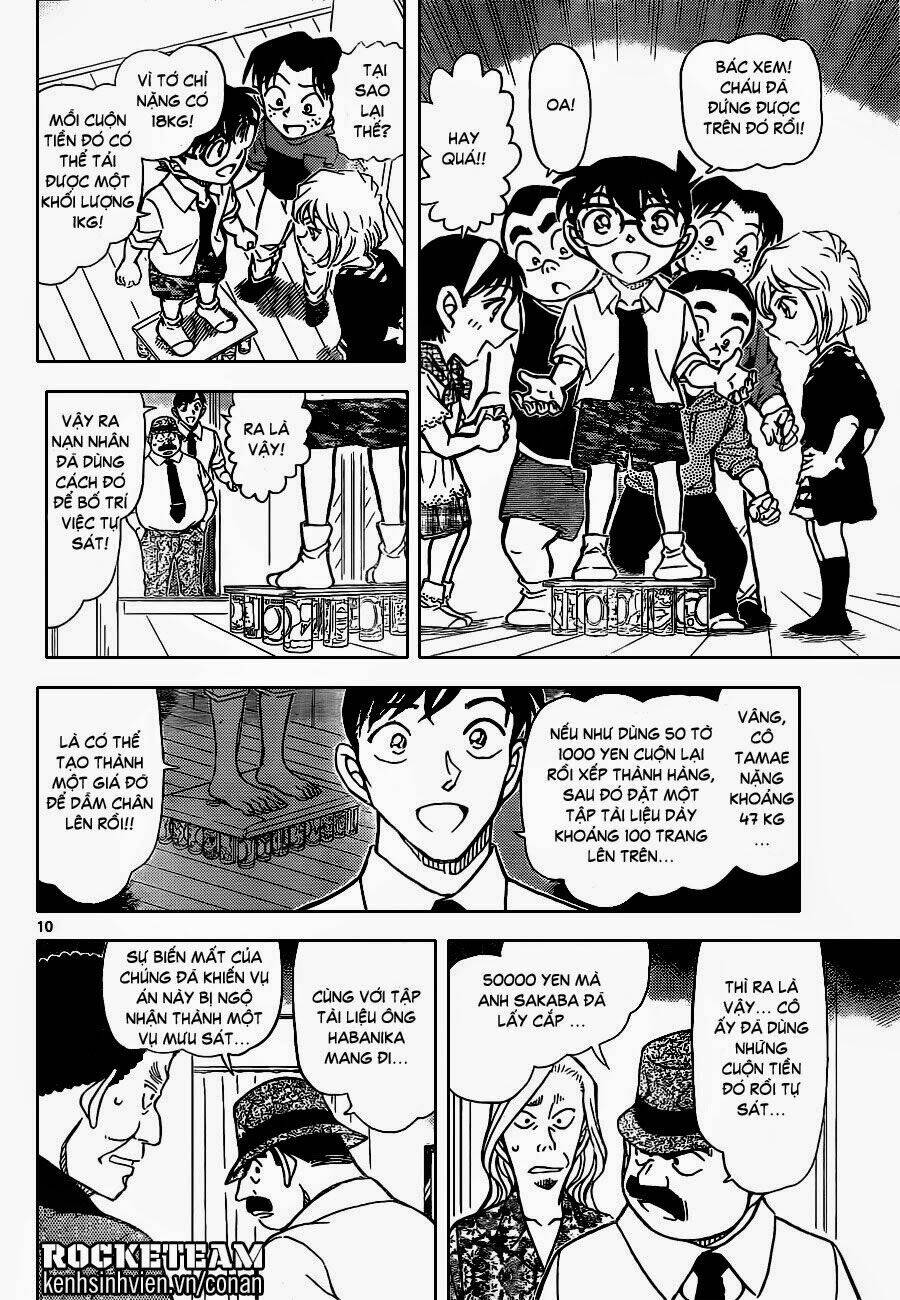 BÁC XEM!
CHÁU ĐÃ
ĐỨNG ĐƯỢC
TRÊN ĐÓ RỒI!
OA!
HAY
QUÁ!!
TẠI
SAO
LẠI
THẾ?
VÌ TỚ CHỈ
NẶNG CÓ
18KG!
MỖI CUỘN
TIỀN ĐÓ CÓ
THỂ TẢI
ĐƯỢC MỘT
KHỐI LƯỢNG
1KG!
RA LÀ
VẬY!
VẬY RA
NẠN NHÂN
ĐÃ DÙNG
CÁCH ĐÓ
ĐỂ BỐ TRÍ
VIỆC TỰ
SÁT!
VÂNG,
CÔ
TAMAE
NẶNG
KHOẢNG
47 KG
...
NẾU NHƯ DÙNG 50 TỜ
1000 YEN CUỘN LẠI
RỒI XẾP THÀNH HÀNG,
SAU ĐÓ ĐẶT MỘT
TẬP TÀI LIỆU DÀY
KHOẢNG 100 TRANG
LÊN TRÊN...
LÀ CÓ THỂ
TẠO THÀNH
MỘT GIÁ ĐỠ
ĐỂ DẪM CHÂN
LÊN RỒI!!
10
THÌ RA LÀ
VẬY... CÔ
ẤY ĐÃ DÙNG
NHỮNG
CUỘN TIỀN
ĐÓ RỒI TỰ
SÁT...
50000 YEN MÀ
ANH SAKABA ĐÃ
LẤY CẮP ...
CÙNG VỚI TẬP
TÀI LIỆU ÔNG
HABANIKA
MANG ĐI...
SỰ BIẾN MẤT CỦA
CHÚNG ĐÃ KHIẾN VỤ
ÁN NÀY BỊ NGỘ
NHẬN THÀNH MỘT
VỤ MƯU SÁT...
ROCKETEAM
kenhsinhvien.vn/conan